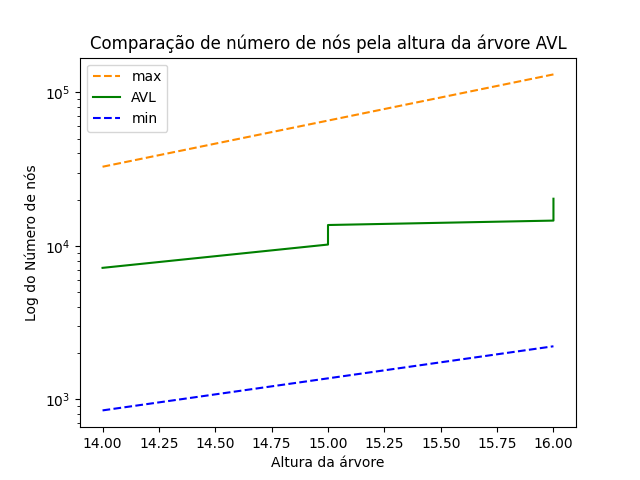 Comparação de número de nós pela altura da árvore AVL
max
AVL
min
Log do Número de nós
10^5
10^4
10^3
14.00 14.25 14.50 14.75 15.00 15.25 15.50 15.75 16.00
Altura da árvore